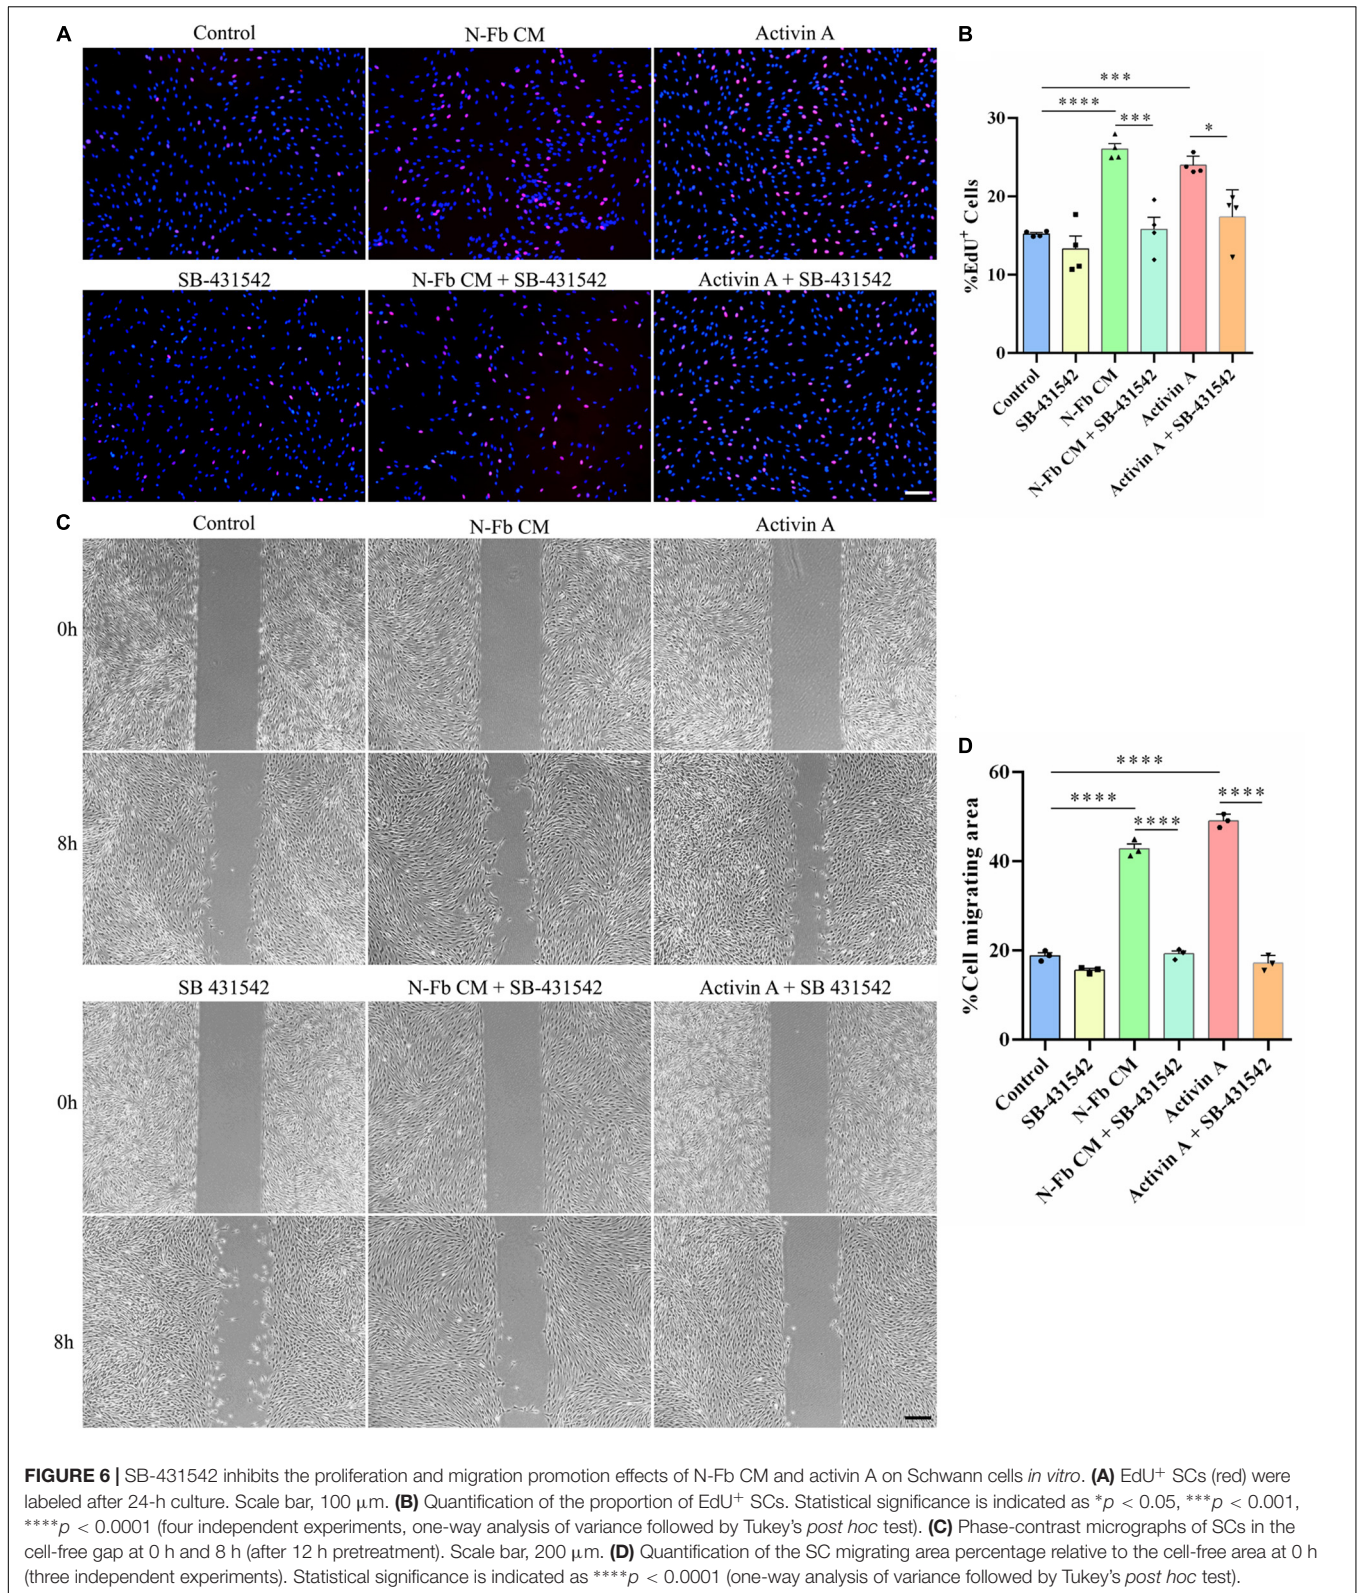 A
Control
N-Fb CM
Activin A
SB-431542
N-Fb CM + SB-431542
Activin A + SB-431542
B
***
****
***
*
30
20
10
0
%EdU⁺ Cells
Control
SB-431542
N-Fb CM
N-Fb CM + SB-431542
Activin A
Activin A + SB-431542
C
Control
N-Fb CM
Activin A
0h
8h
SB 431542
N-Fb CM + SB-431542
Activin A + SB 431542
0h
8h
D
****
****
****
****
60
40
20
0
%Cell migrating area
Control
SB-431542
N-Fb CM
N-Fb CM + SB-431542
Activin A
Activin A + SB-431542
FIGURE 6 | SB-431542 inhibits the proliferation and migration promotion effects of N-Fb CM and activin A on Schwann cells in vitro. (A) EdU⁺ SCs (red) were
labeled after 24-h culture. Scale bar, 100 μm. (B) Quantification of the proportion of EdU⁺ SCs. Statistical significance is indicated as *p < 0.05, ***p < 0.001,
****p < 0.0001 (four independent experiments, one-way analysis of variance followed by Tukey's post hoc test). (C) Phase-contrast micrographs of SCs in the
cell-free gap at 0 h and 8 h (after 12 h pretreatment). Scale bar, 200 μm. (D) Quantification of the SC migrating area percentage relative to the cell-free area at 0 h
(three independent experiments). Statistical significance is indicated as ****p < 0.0001 (one-way analysis of variance followed by Tukey's post hoc test).